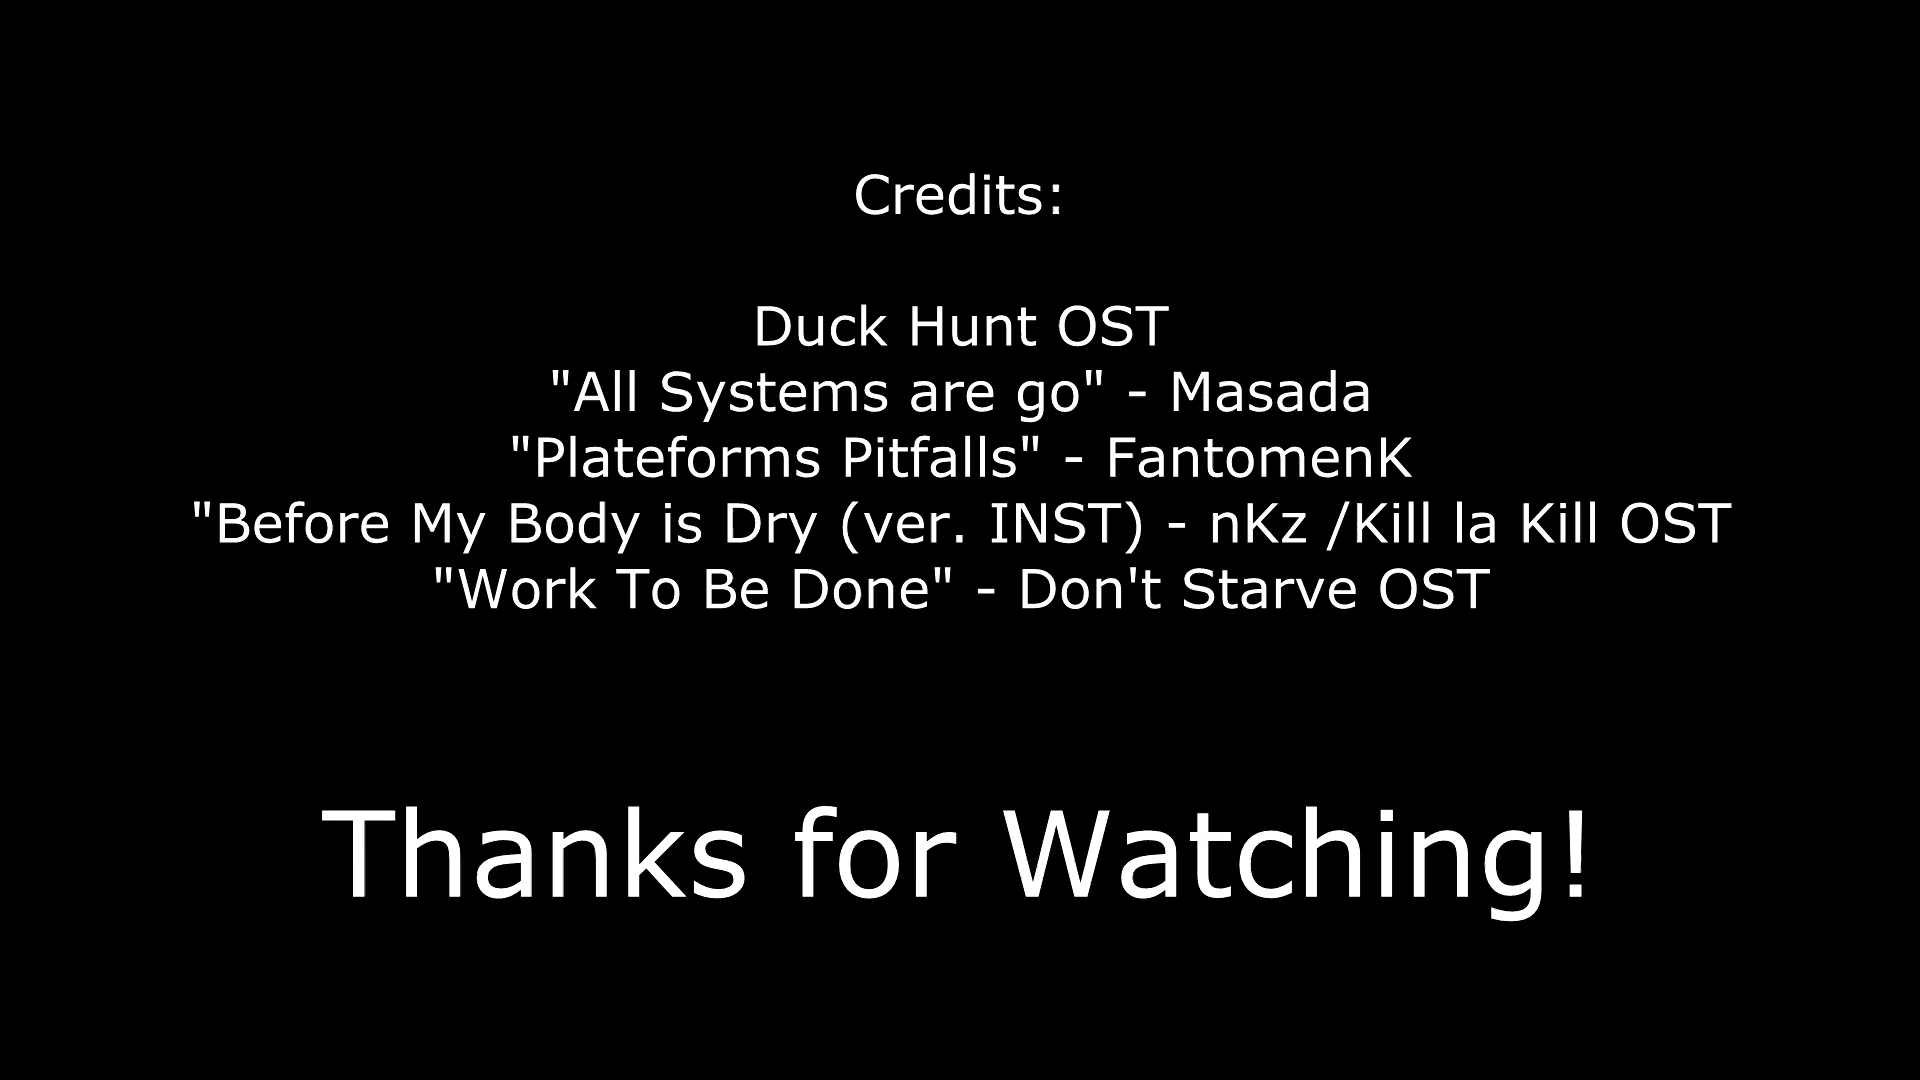 Credits:
Duck Hunt OST
"All Systems are go" - Masada
"Plateforms Pitfalls" - FantomenK
"Before My Body is Dry (ver. INST) - nKz /Kill la Kill OST
"Work To Be Done" - Don't Starve OST
Thanks for Watching!